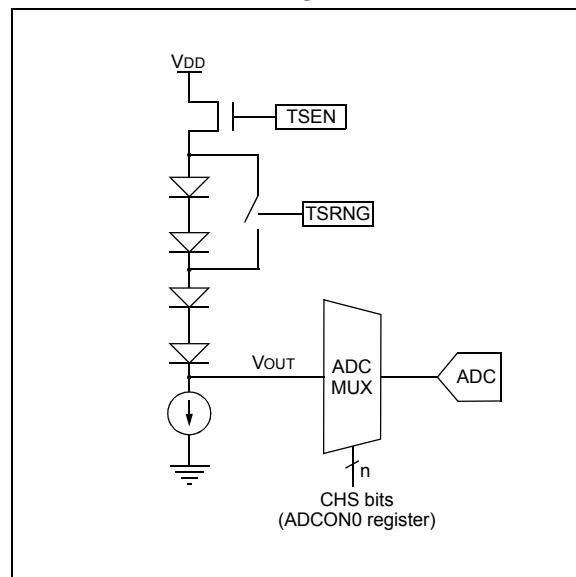 VDD
TSEN
TSRNG
VOUT
ADC
MUX
ADC
n
CHS bits
(ADCON0 register)